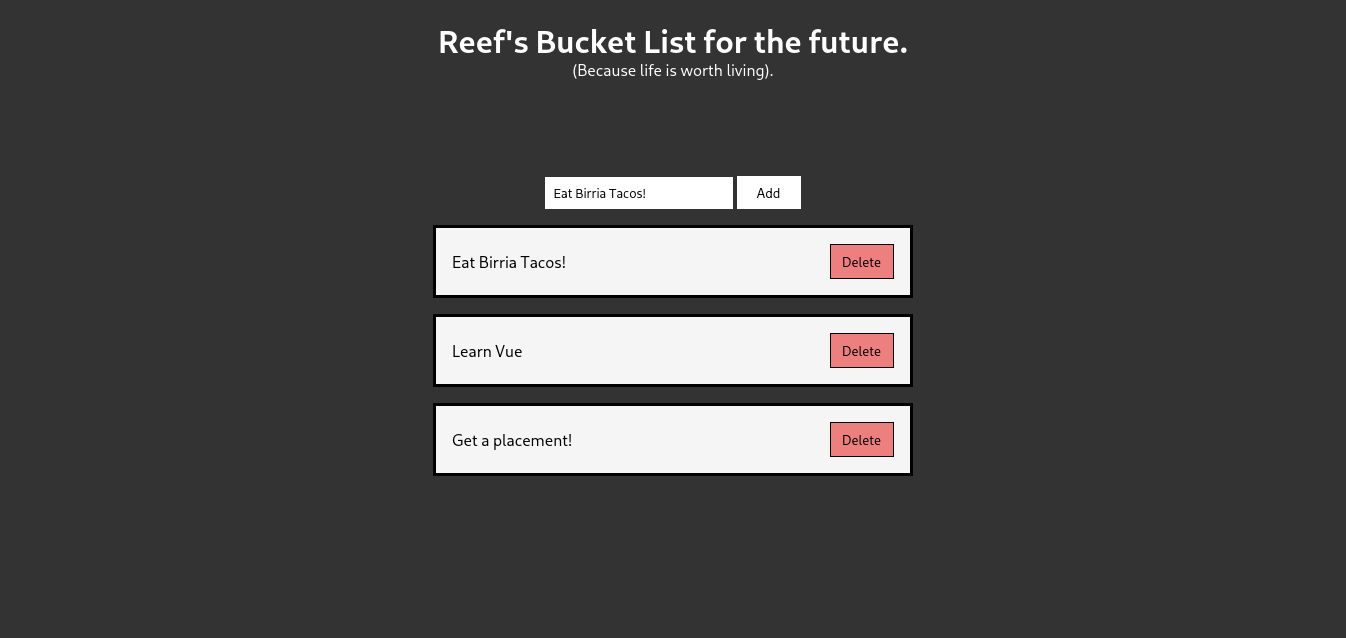 Reef's Bucket List for the future.
(Because life is worth living).
Eat Birria Tacos! Add
Eat Birria Tacos! Delete
Learn Vue Delete
Get a placement! Delete